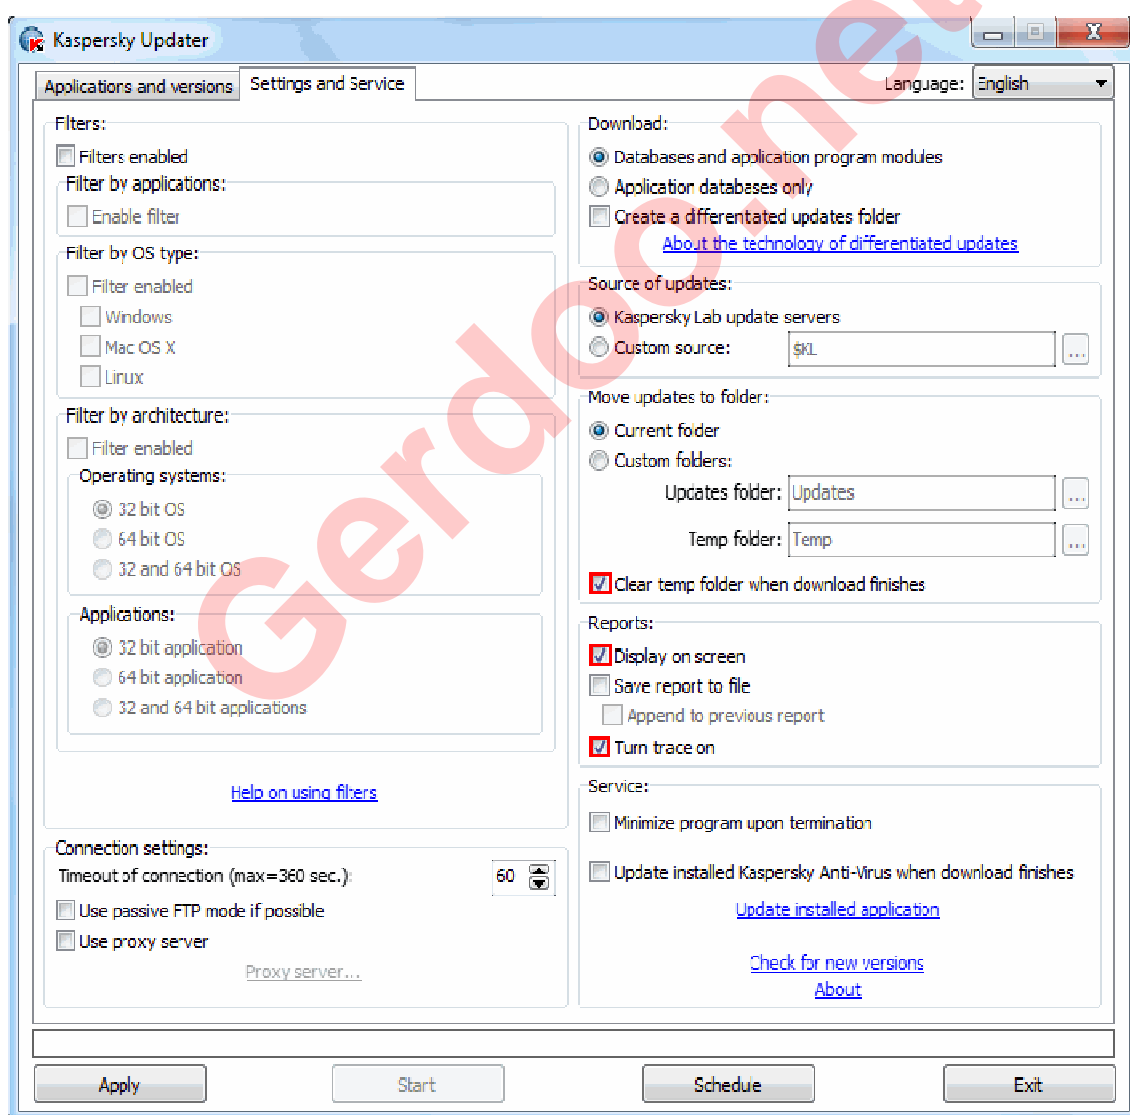 Kaspersky Updater
Applications and versions
Settings and Service
Language: English
Filters:
Filters enabled
Filter by applications:
Enable filter
Filter by OS type:
Filter enabled
Windows
Mac OS X
Linux
Filter by architecture:
Filter enabled
Operating systems:
32 bit OS
64 bit OS
32 and 64 bit OS
Applications:
32 bit application
64 bit application
32 and 64 bit applications
Help on using filters
Connection settings:
Timeout of connection (max=360 sec.): 60
Use passive FTP mode if possible
Use proxy server
Proxy server...
Download:
Databases and application program modules
Application databases only
Create a differentated updates folder
About the technology of differentiated updates
Source of updates:
Kaspersky Lab update servers
Custom source: $KL ...
Move updates to folder:
Current folder
Custom folders:
Updates folder: Updates ...
Temp folder: Temp ...
Clear temp folder when download finishes
Reports:
Display on screen
Save report to file
Append to previous report
Turn trace on
Service:
Minimize program upon termination
Update installed Kaspersky Anti-Virus when download finishes
Update installed application
Check for new versions
About
Apply
Start
Schedule
Exit
Gerdoo.net